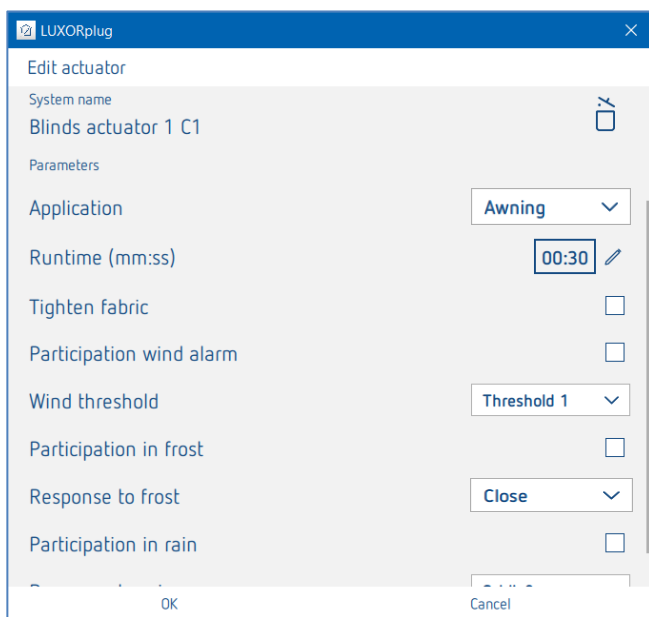 LUXORplug
Edit actuator
System name
Blinds actuator 1 C1
Parameters
Application Awning
Runtime (mm:ss) 00:30
Tighten fabric
Participation wind alarm
Wind threshold Threshold 1
Participation in frost
Response to frost Close
Participation in rain
OK Cancel